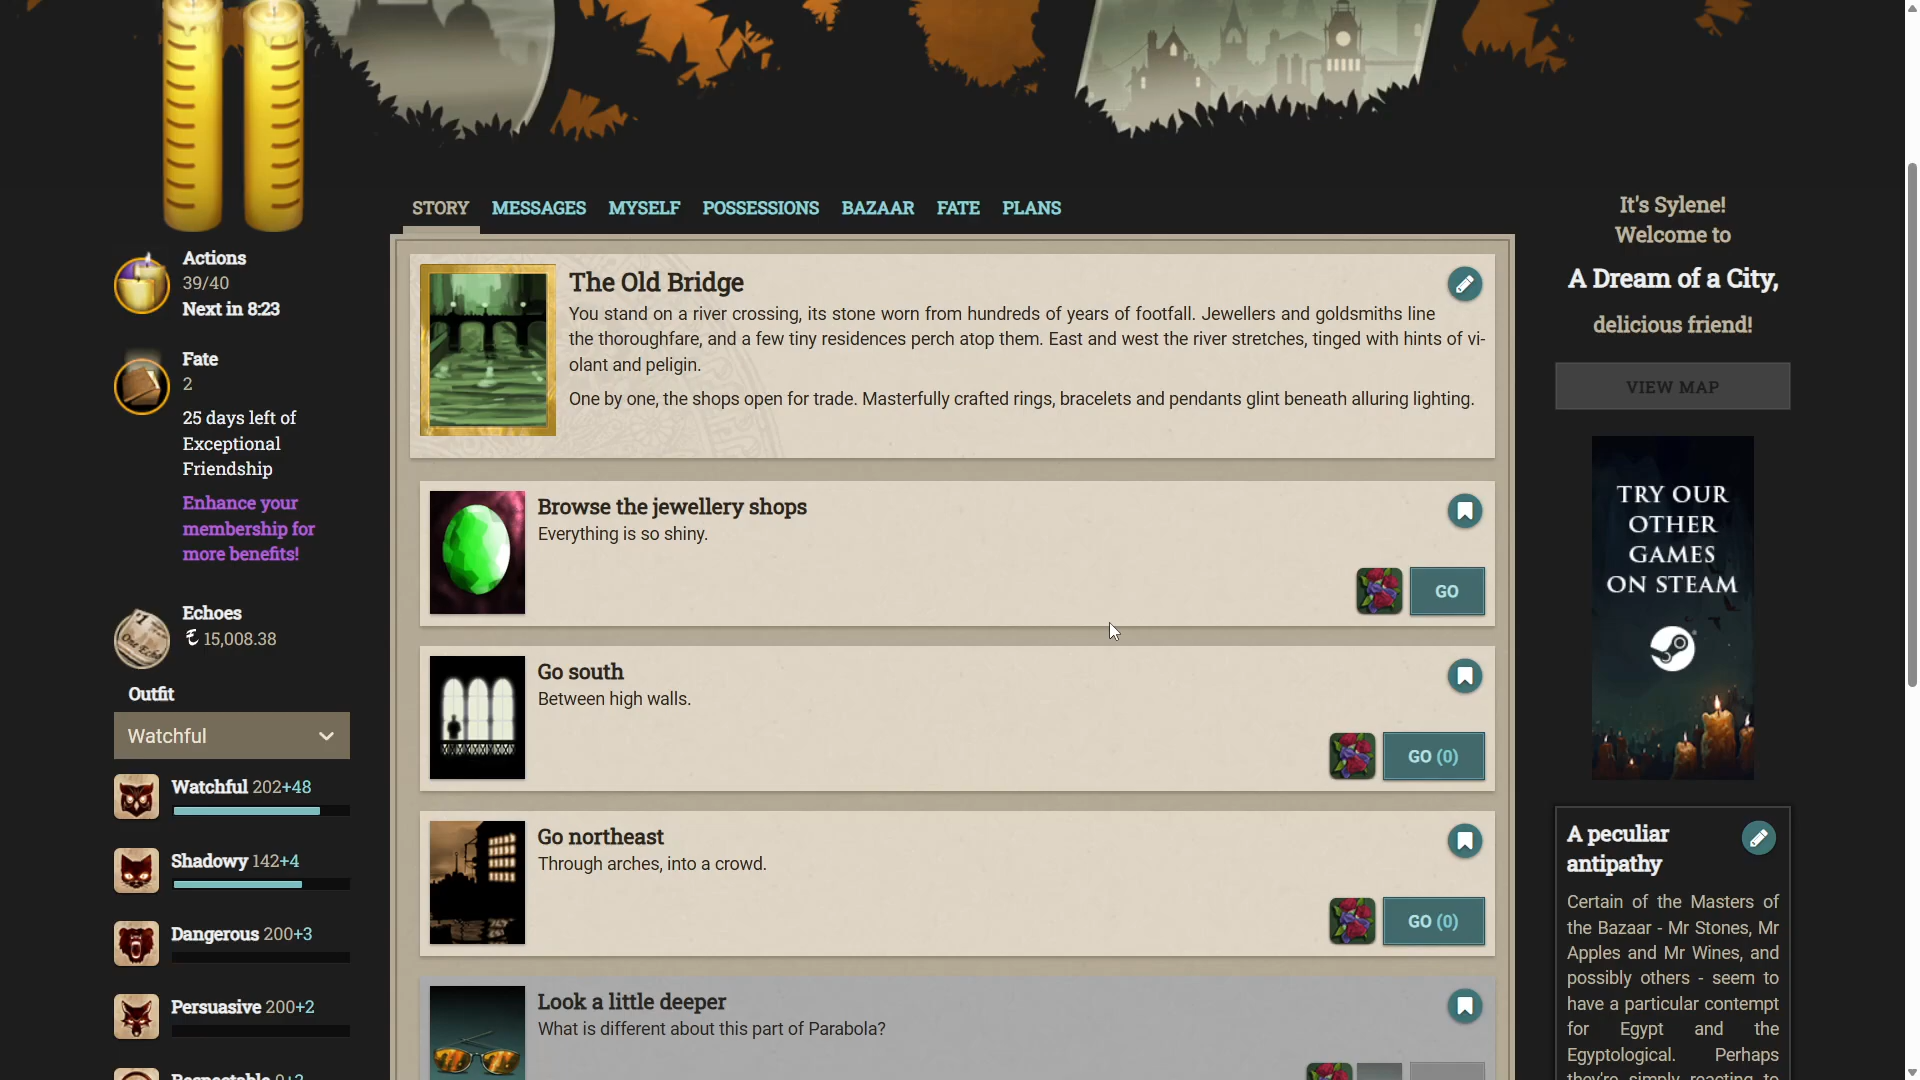 STORY MESSAGES MYSELF POSSESSIONS BAZAAR FATE PLANS
Actions
39/40
Next in 8:23
Fate
2
25 days left of
Exceptional
Friendship
Enhance your
membership for
more benefits!
Echoes
15,008.38
Outfit
Watchful
Watchful 202+48
Shadowy 142+4
Dangerous 200+3
Persuasive 200+2
The Old Bridge
You stand on a river crossing, its stone worn from hundreds of years of footfall. Jewellers and goldsmiths line
the thoroughfare, and a few tiny residences perch atop them. East and west the river stretches, tinged with hints of vi-
olant and peligin.
One by one, the shops open for trade. Masterfully crafted rings, bracelets and pendants glint beneath alluring lighting.
Browse the jewellery shops
Everything is so shiny.
GO
Go south
Between high walls.
GO (0)
Go northeast
Through arches, into a crowd.
GO (0)
Look a little deeper
What is different about this part of Parabola?
It's Sylene!
Welcome to
A Dream of a City,
delicious friend!
VIEW MAP
TRY OUR
OTHER
GAMES
ON STEAM
A peculiar
antipathy
Certain of the Masters of
the Bazaar - Mr Stones, Mr
Apples and Mr Wines, and
possibly others - seem to
have a particular contempt
for Egypt and the
Egyptological. Perhaps
they're simply reacting to